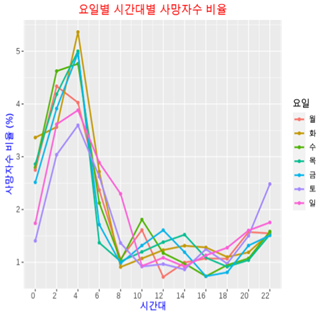 요일별 시간대별 사망자수 비율
사망자수 비율 (%)
5
4
3
2
1
0 2 4 6 8 10 12 14 16 18 20 22
시간대
요일
월
화
수
목
금
토
일